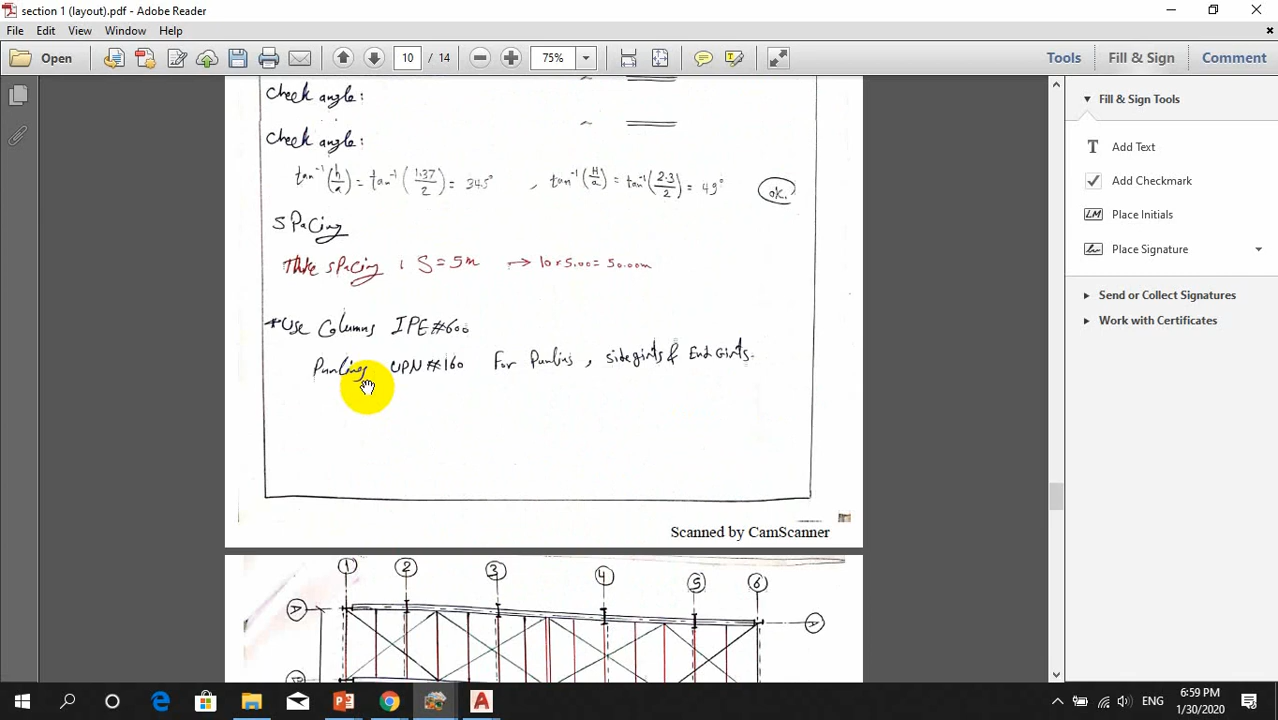 section 1 (layout).pdf - Adobe Reader
File Edit View Window Help
Open 10 / 14 75% Tools Fill & Sign Comment
Check angle:
Check angle:
tan⁻¹(h/a) = tan⁻¹(1.37/2) = 34.5° , tan⁻¹(H/a) = tan⁻¹(2.3/2) = 49° ok.
Spacing
Take spacing , S = 5m → 10 x 5.00 = 50.00m
*Use Columns IPE #600
Purlines UPN #160 For Purlins , sidegirts & End Girts.
Scanned by CamScanner
1 2 3 4 5 6
A A
Fill & Sign Tools
T Add Text
Add Checkmark
LM Place Initials
Place Signature
Send or Collect Signatures
Work with Certificates
ENG
6:59 PM
1/30/2020